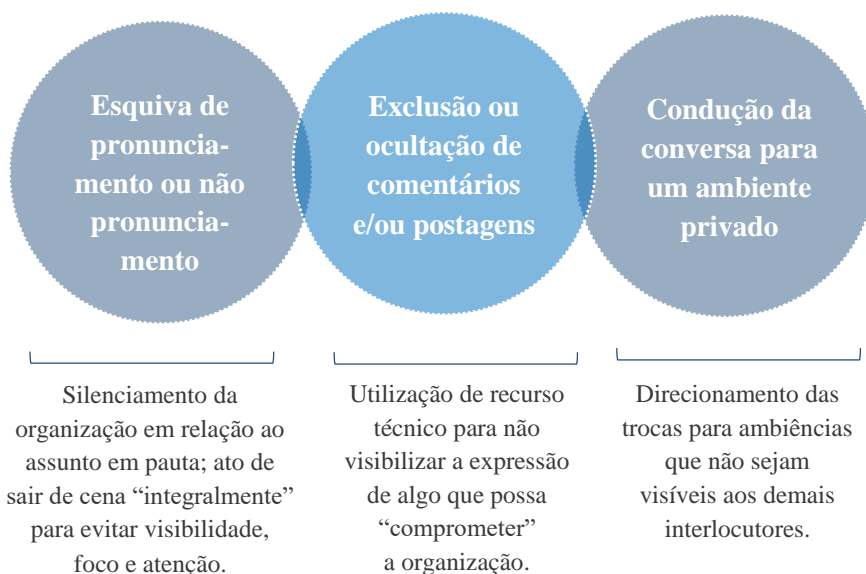 Esquiva de
pronuncia-
mento ou não
pronuncia-
mento
Exclusão ou
ocultação de
comentários
e/ou postagens
Condução da
conversa para
um ambiente
privado
Silenciamento da
organização em relação ao
assunto em pauta; ato de
sair de cena “integralmente”
para evitar visibilidade,
foco e atenção.
Utilização de recurso
técnico para não
visibilizar a expressão
de algo que possa
“comprometer”
a organização.
Direcionamento das
trocas para ambiências
que não sejam
visíveis aos demais
interlocutores.